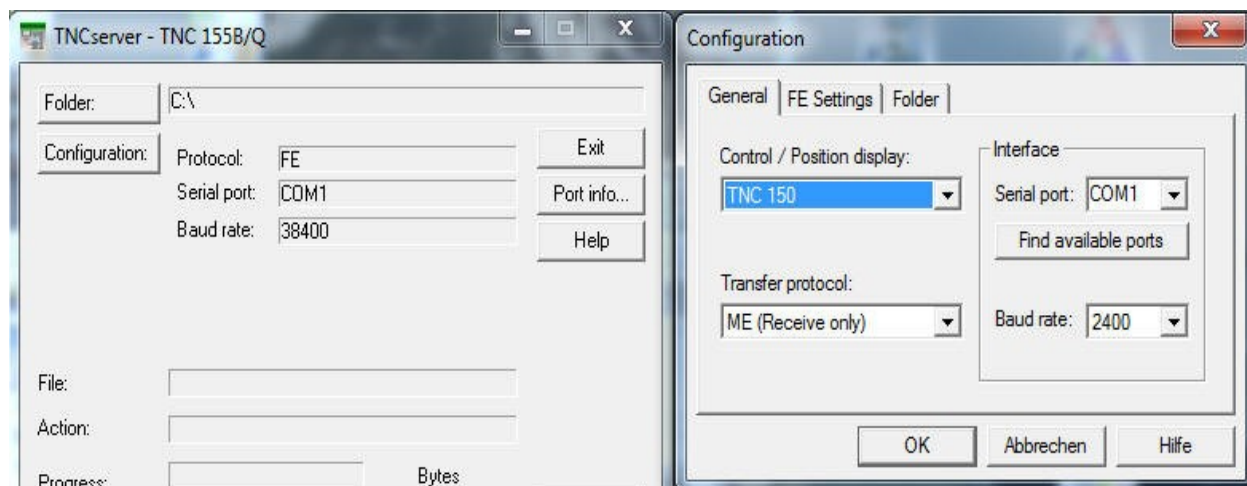 TNCserver - TNC 155B/Q
Folder:
C:\
Configuration:
Protocol:
FE
Exit
Serial port:
COM1
Port info...
Baud rate:
38400
Help
File:
Action:
Progress:
Bytes
Configuration
General
FE Settings
Folder
Control / Position display:
TNC 150
Interface
Serial port:
COM1
Find available ports
Transfer protocol:
ME (Receive only)
Baud rate:
2400
OK
Abbrechen
Hilfe